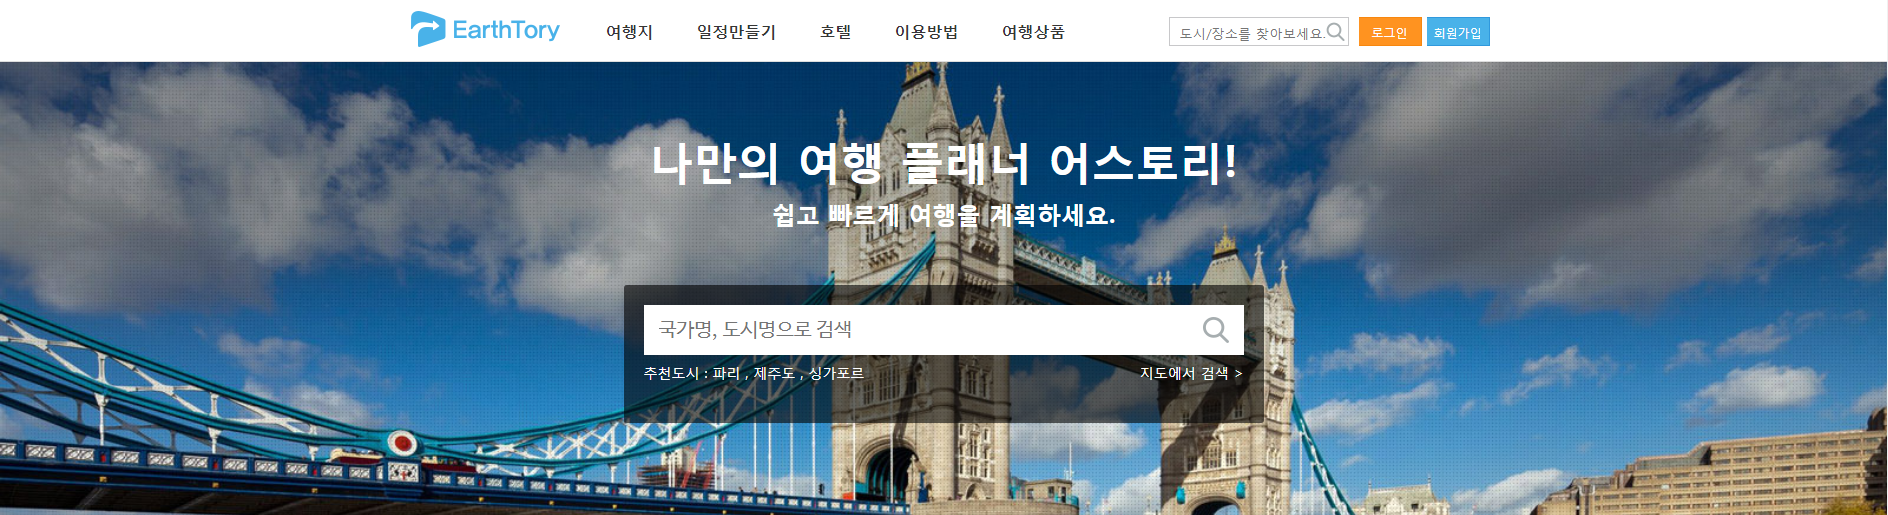 EarthTory
여행지 일정만들기 호텔 이용방법 여행상품
도시/장소를 찾아보세요.
로그인 회원가입
나만의 여행 플래너 어스토리!
쉽고 빠르게 여행을 계획하세요.
국가명, 도시명으로 검색
추천도시 : 파리 , 제주도 , 싱가포르
지도에서 검색 >